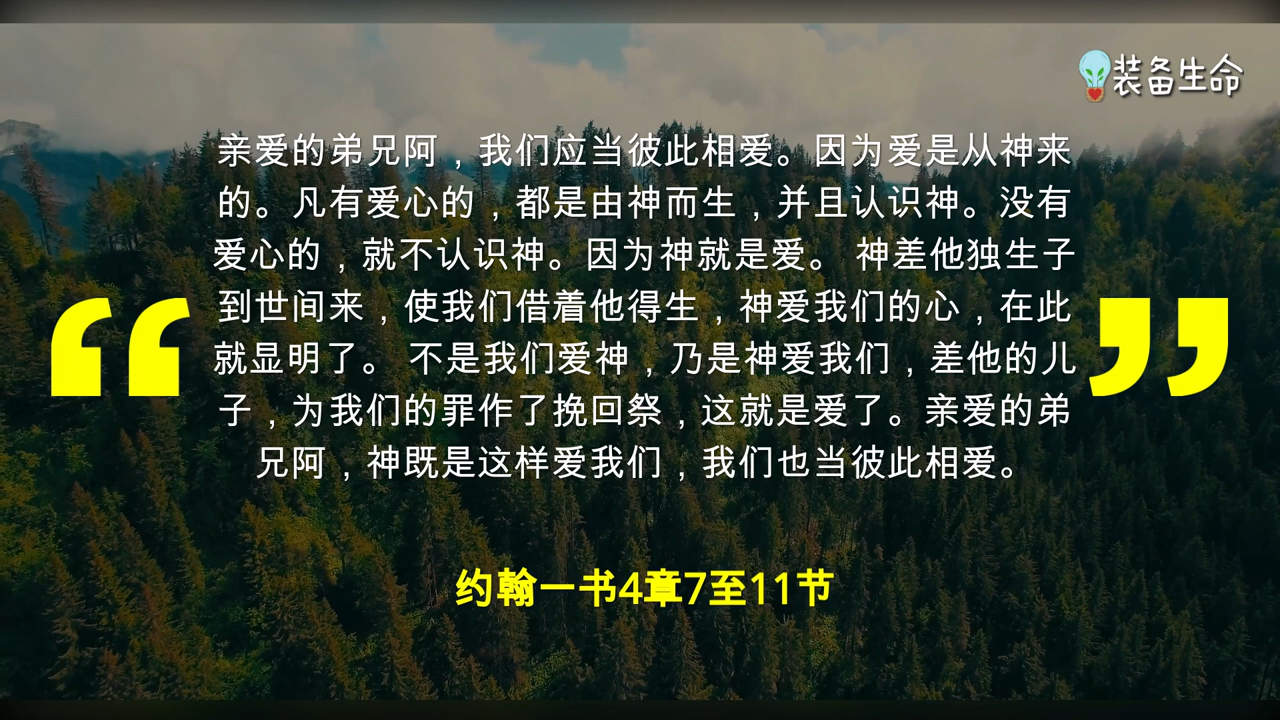 装备生命
亲爱的弟兄阿，我们应当彼此相爱。因为爱是从神来
的。凡有爱心的，都是由神而生，并且认识神。没有
爱心的，就不认识神。因为神就是爱。 神差他独生子
到世间来，使我们借着他得生，神爱我们的心，在此
就显明了。 不是我们爱神，乃是神爱我们，差他的儿
子，为我们的罪作了挽回祭，这就是爱了。亲爱的弟
兄阿，神既是这样爱我们，我们也当彼此相爱。
约翰一书4章7至11节